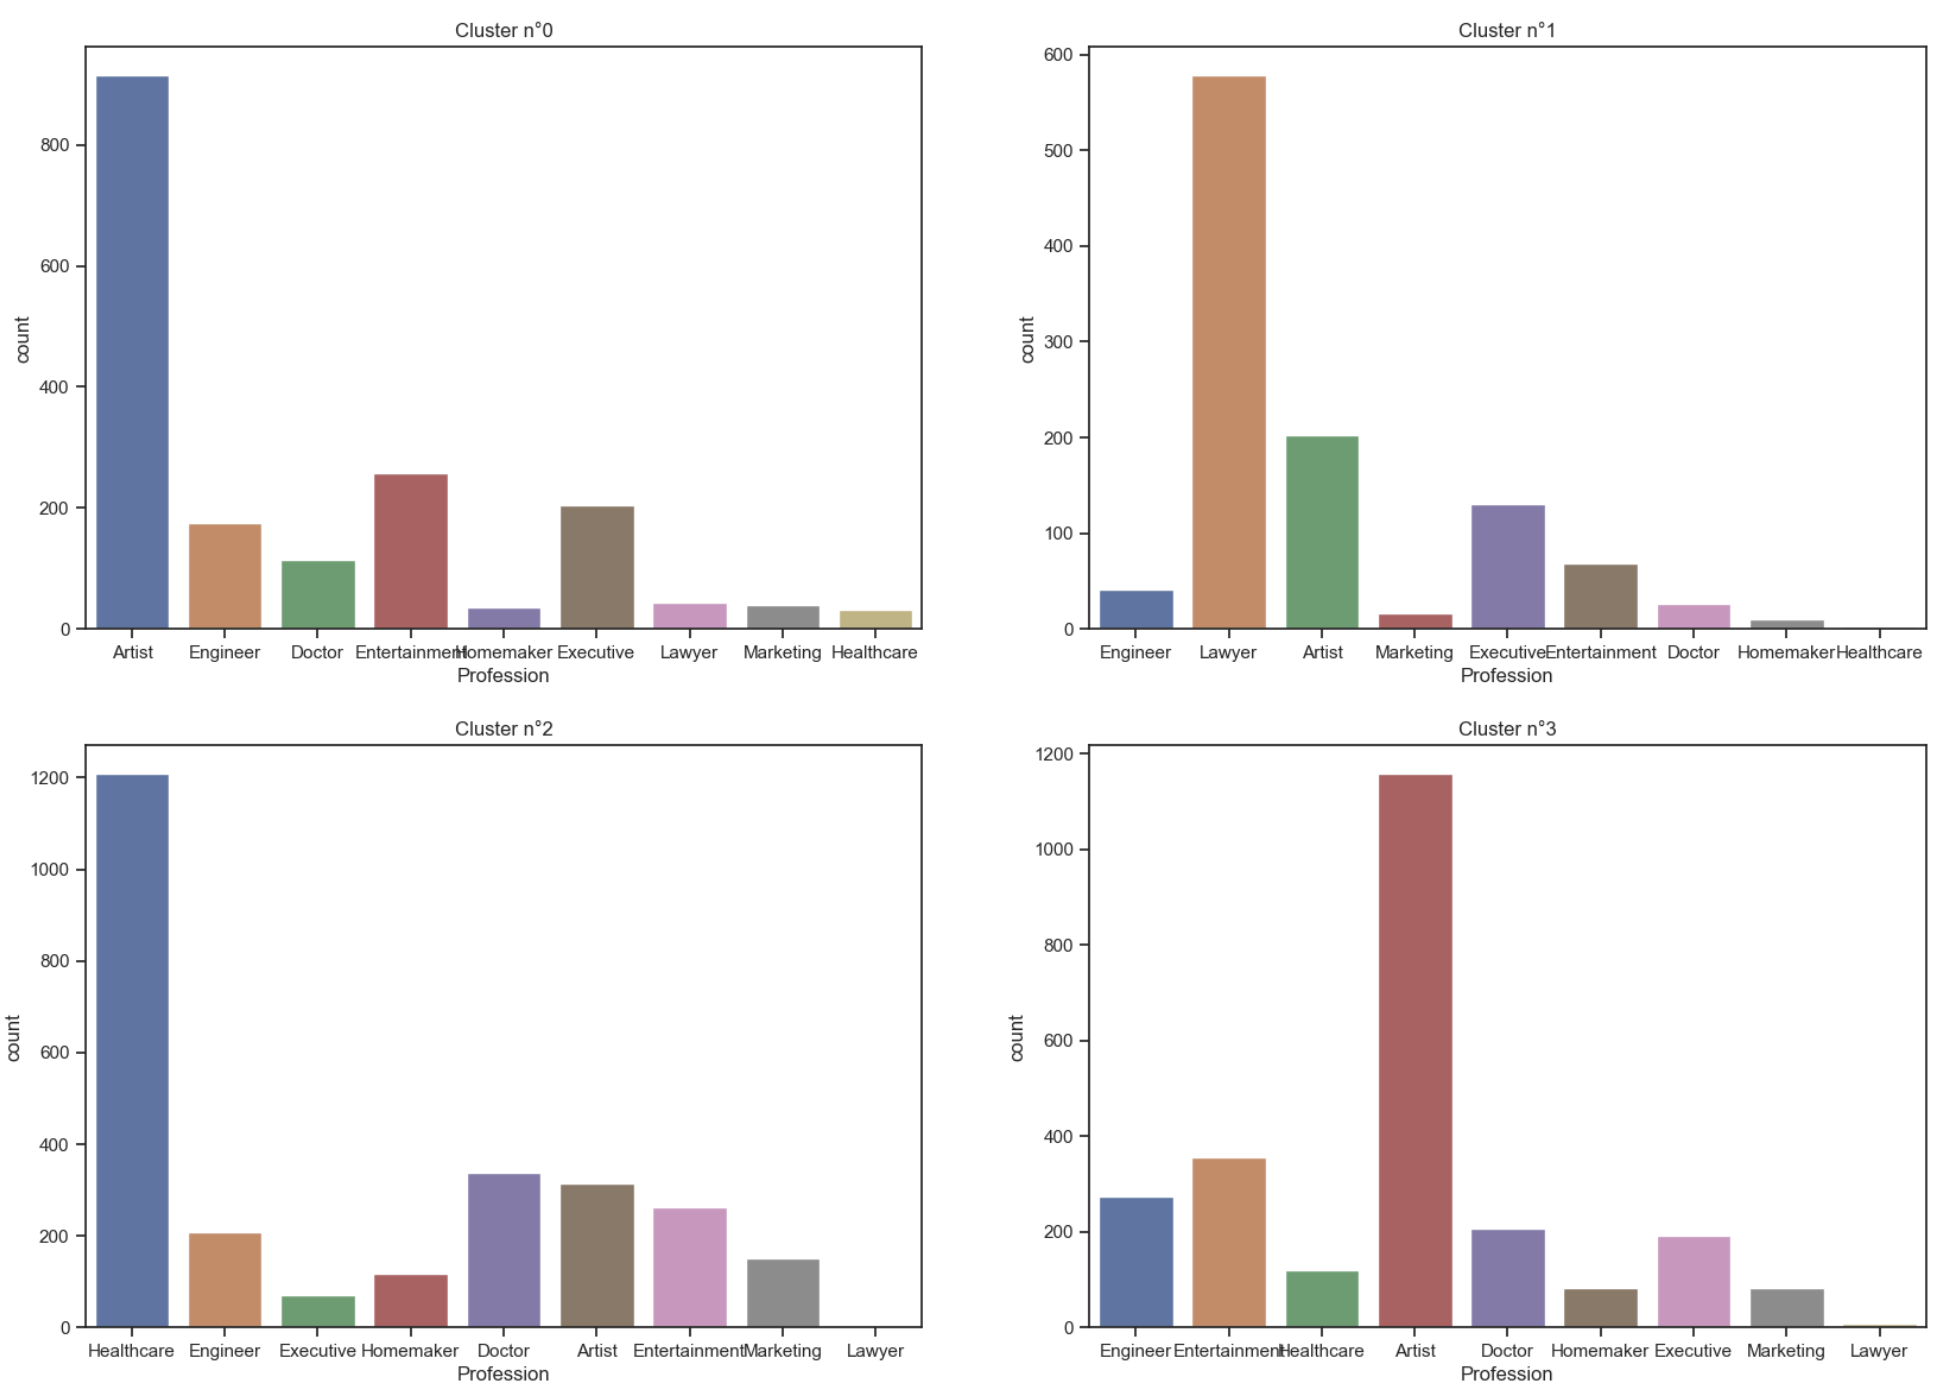 Cluster n°0
count
800
600
400
200
0
Artist Engineer Doctor Entertainment Homemaker Executive Lawyer Marketing Healthcare
Profession
Cluster n°1
count
600
500
400
300
200
100
0
Engineer Lawyer Artist Marketing Executive Entertainment Doctor Homemaker Healthcare
Profession
Cluster n°2
count
1200
1000
800
600
400
200
0
Healthcare Engineer Executive Homemaker Doctor Artist Entertainment Marketing Lawyer
Profession
Cluster n°3
count
1200
1000
800
600
400
200
0
Engineer Entertainment Healthcare Artist Doctor Homemaker Executive Marketing Lawyer
Profession